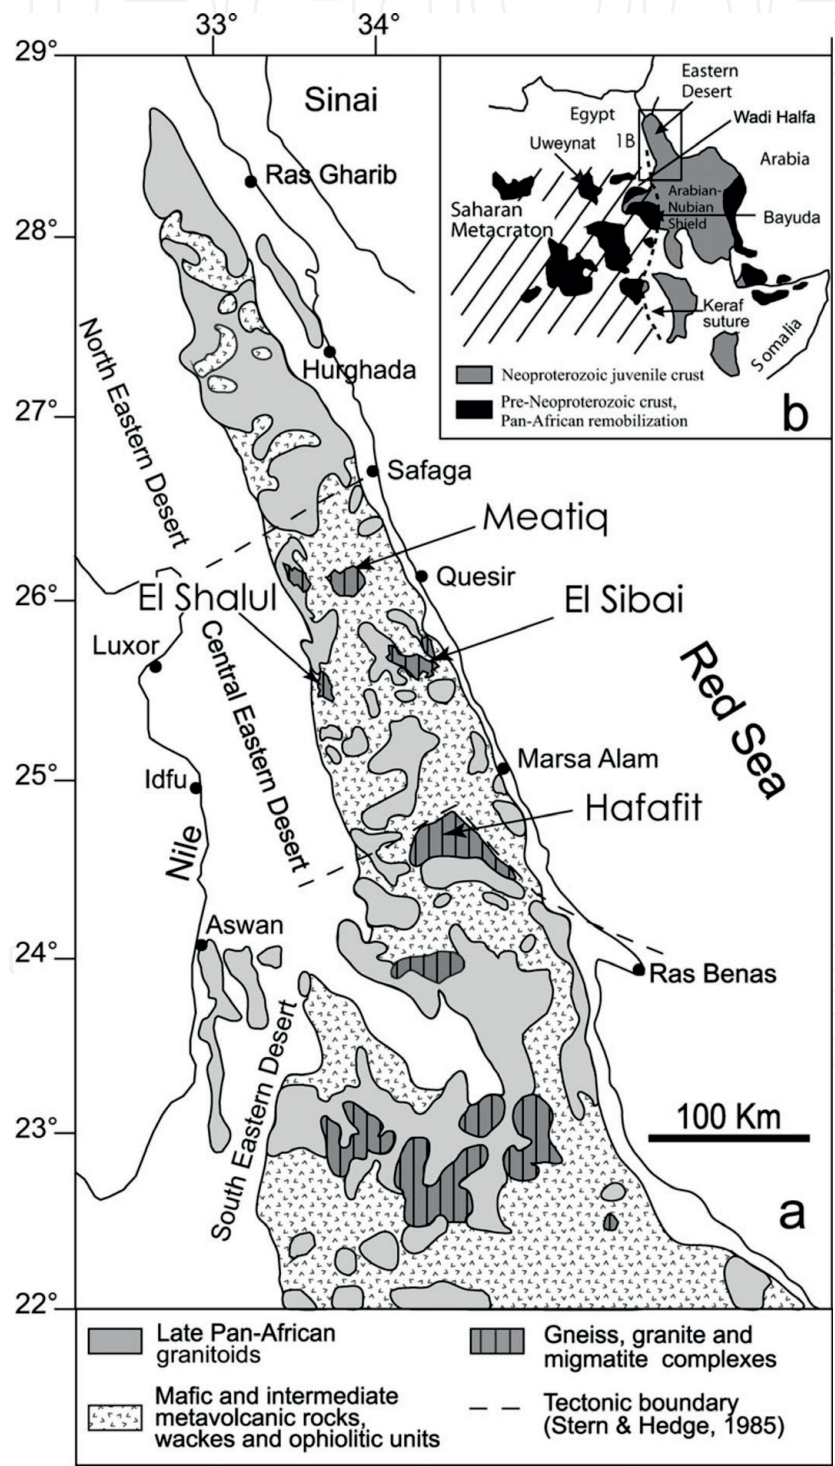 33°
34°
29°
28°
27°
26°
25°
24°
23°
22°
Sinai
Ras Gharib
Hurghada
North Eastern Desert
Safaga
Meatiq
Quesir
El Shalul
El Sibai
Luxor
Central Eastern Desert
Red Sea
Marsa Alam
Idfu
Hafafit
Nile
Aswan
Ras Benas
South Eastern Desert
100 Km
a
Eastern
Desert
Egypt
Wadi Halfa
1B
Uweynat
Arabia
Arabian-
Nubian
Shield
Saharan
Metacraton
Bayuda
Keraf
suture
Somalia
Neoproterozoic juvenile crust
Pre-Neoproterozoic crust,
Pan-African remobilization
b
Late Pan-African
granitoids
Mafic and intermediate
metavolcanic rocks,
wackes and ophiolitic units
Gneiss, granite and
migmatite complexes
Tectonic boundary
(Stern & Hedge, 1985)